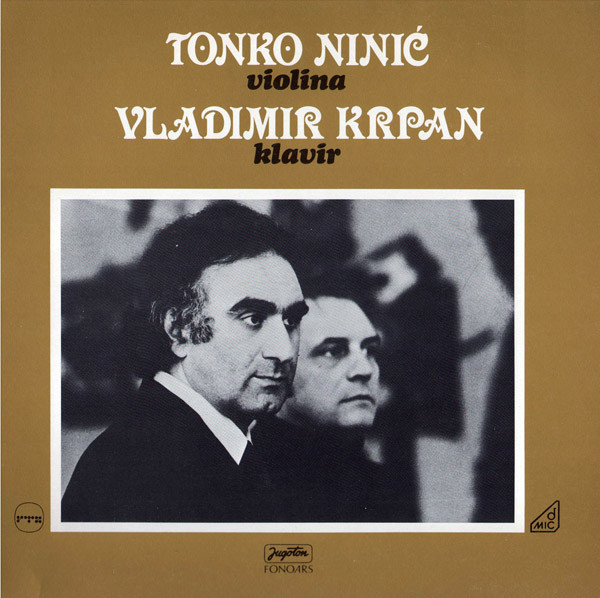 TONKO NINIĆ
violina
VLADIMIR KRPAN
klavir
d
MIC
Jugoton
FONOARS